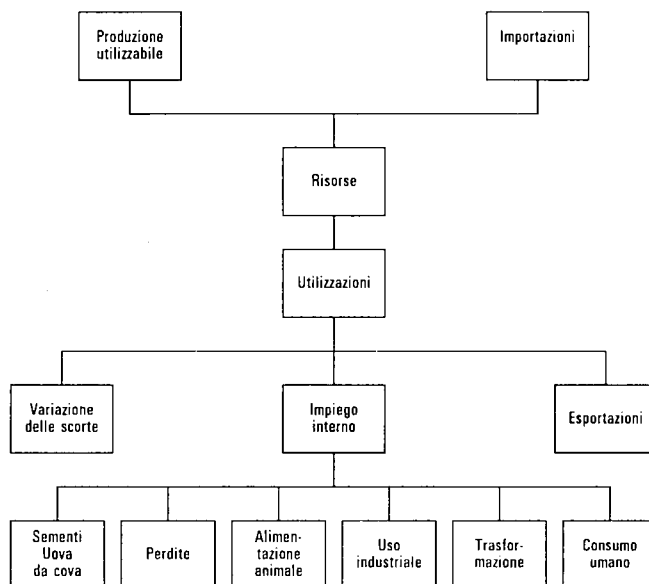 Produzione
utilizzabile
Importazioni
Risorse
Utilizzazioni
Variazione
delle scorte
Impiego
interno
Esportazioni
Sementi
Uova
da cova
Perdite
Alimen-
tazione
animale
Uso
industriale
Trasfor-
mazione
Consumo
umano